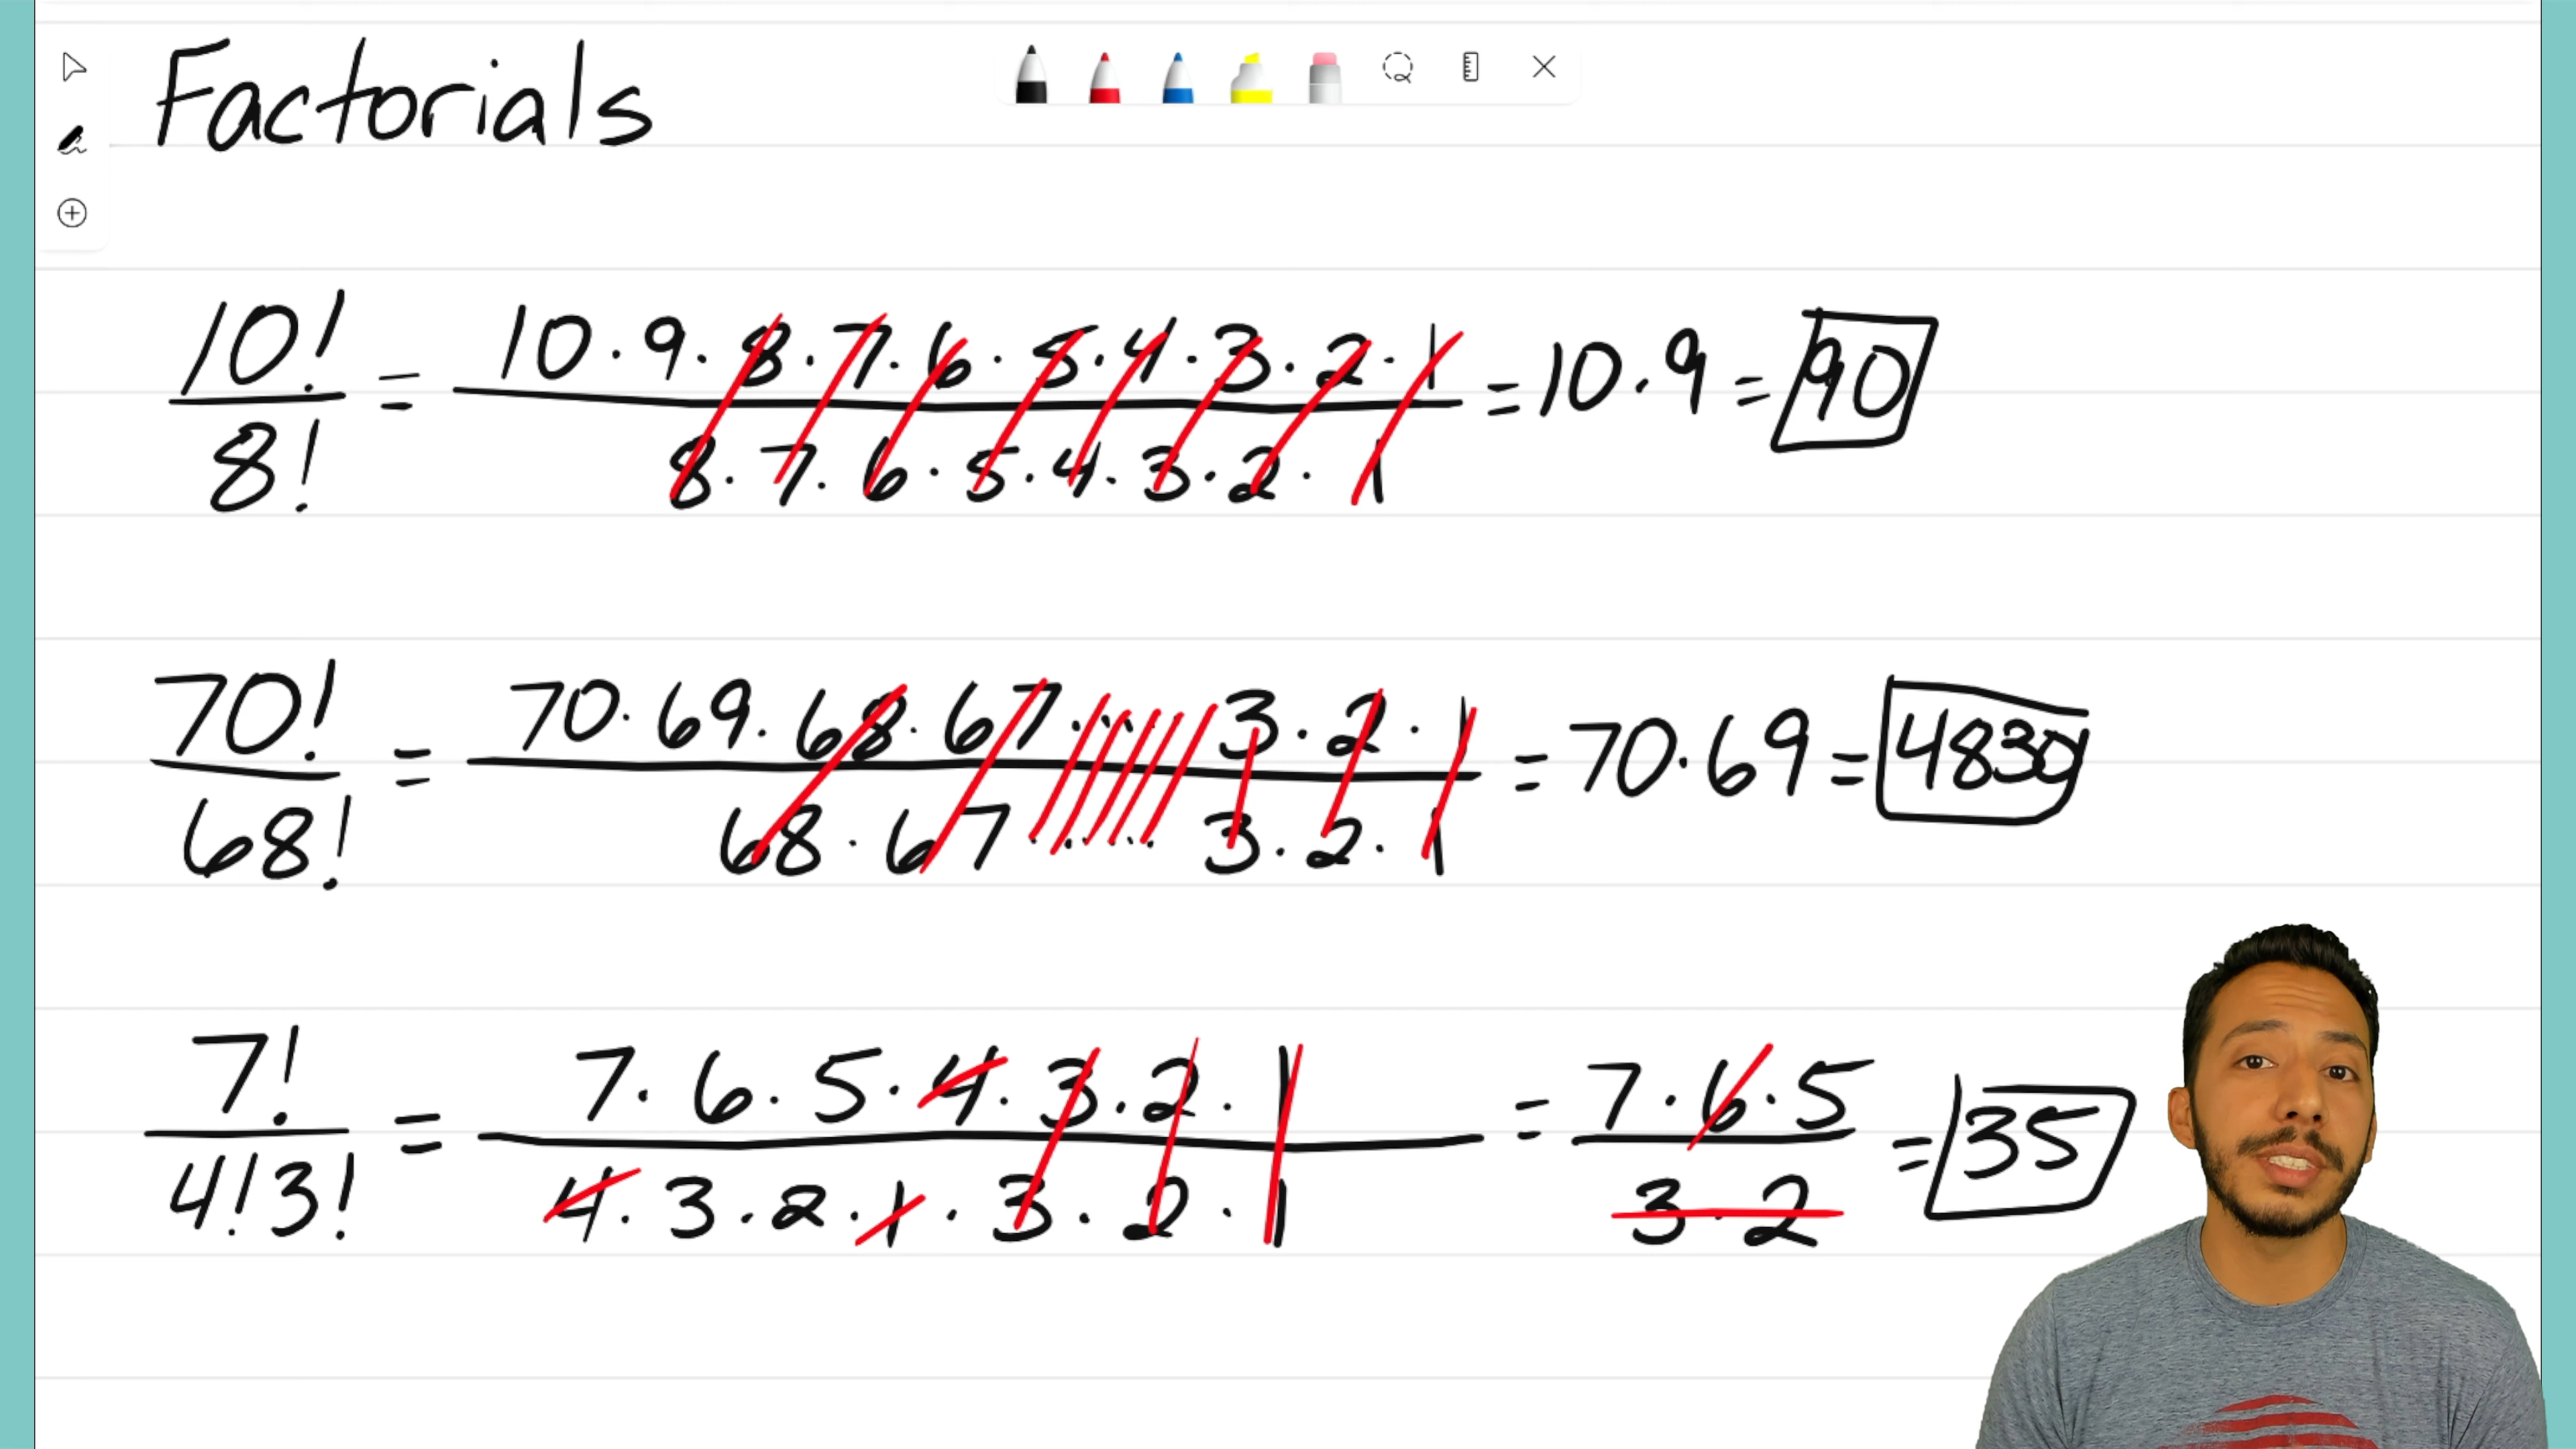 Factorials
10!/8! = 10·9·8·7·6·5·4·3·2·1 / 8·7·6·5·4·3·2·1 = 10·9 = 90
70!/68! = 70·69·68·67·.....3·2·1 / 68·67.....3·2·1 = 70·69 = 4830
7!/4!3! = 7·6·5·4·3·2·1 / 4·3·2·1·3·2·1 = 7·6·5 / 3·2 = 35